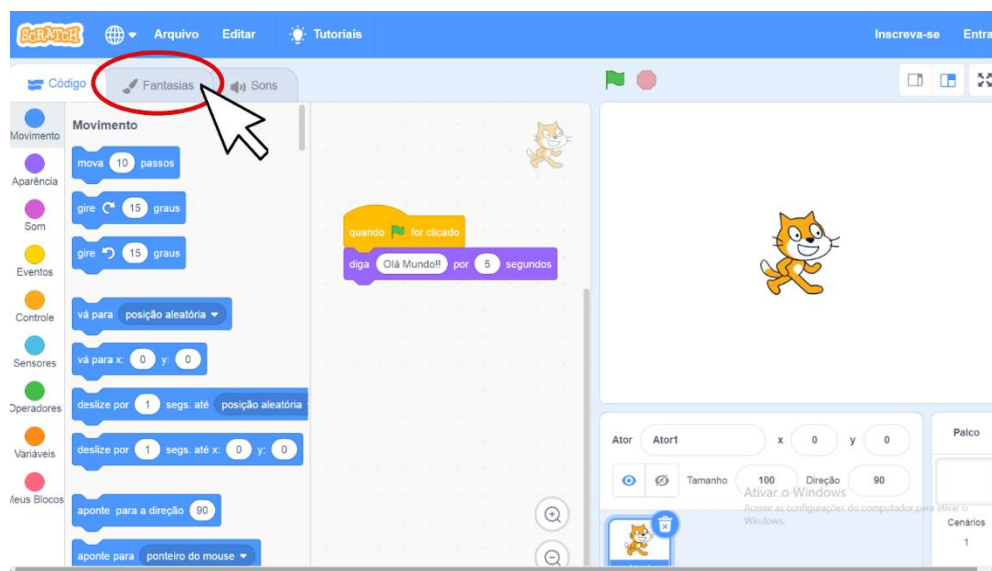 SCRATCH Arquivo Editar Tutoriais Inscreva-se Entra
Código Fantasias Sons
Movimento
Aparência
Som
Eventos
Controle
Sensores
Operadores
Variáveis
Meus Blocos
Movimento
mova 10 passos
gire 15 graus
gire 15 graus
vá para posição aleatória
vá para x: 0 y: 0
deslize por 1 segs. até posição aleatória
deslize por 1 segs. até x: 0 y: 0
aponte para a direção 90
aponte para ponteiro do mouse
quando for clicado
diga Olá Mundo!! por 5 segundos
Ator Ator1 x 0 y 0
Tamanho 100 Direção 90
Palco
Cenários
1
Ativar o Windows
Acesse as configurações do computador para ativar o
Windows.